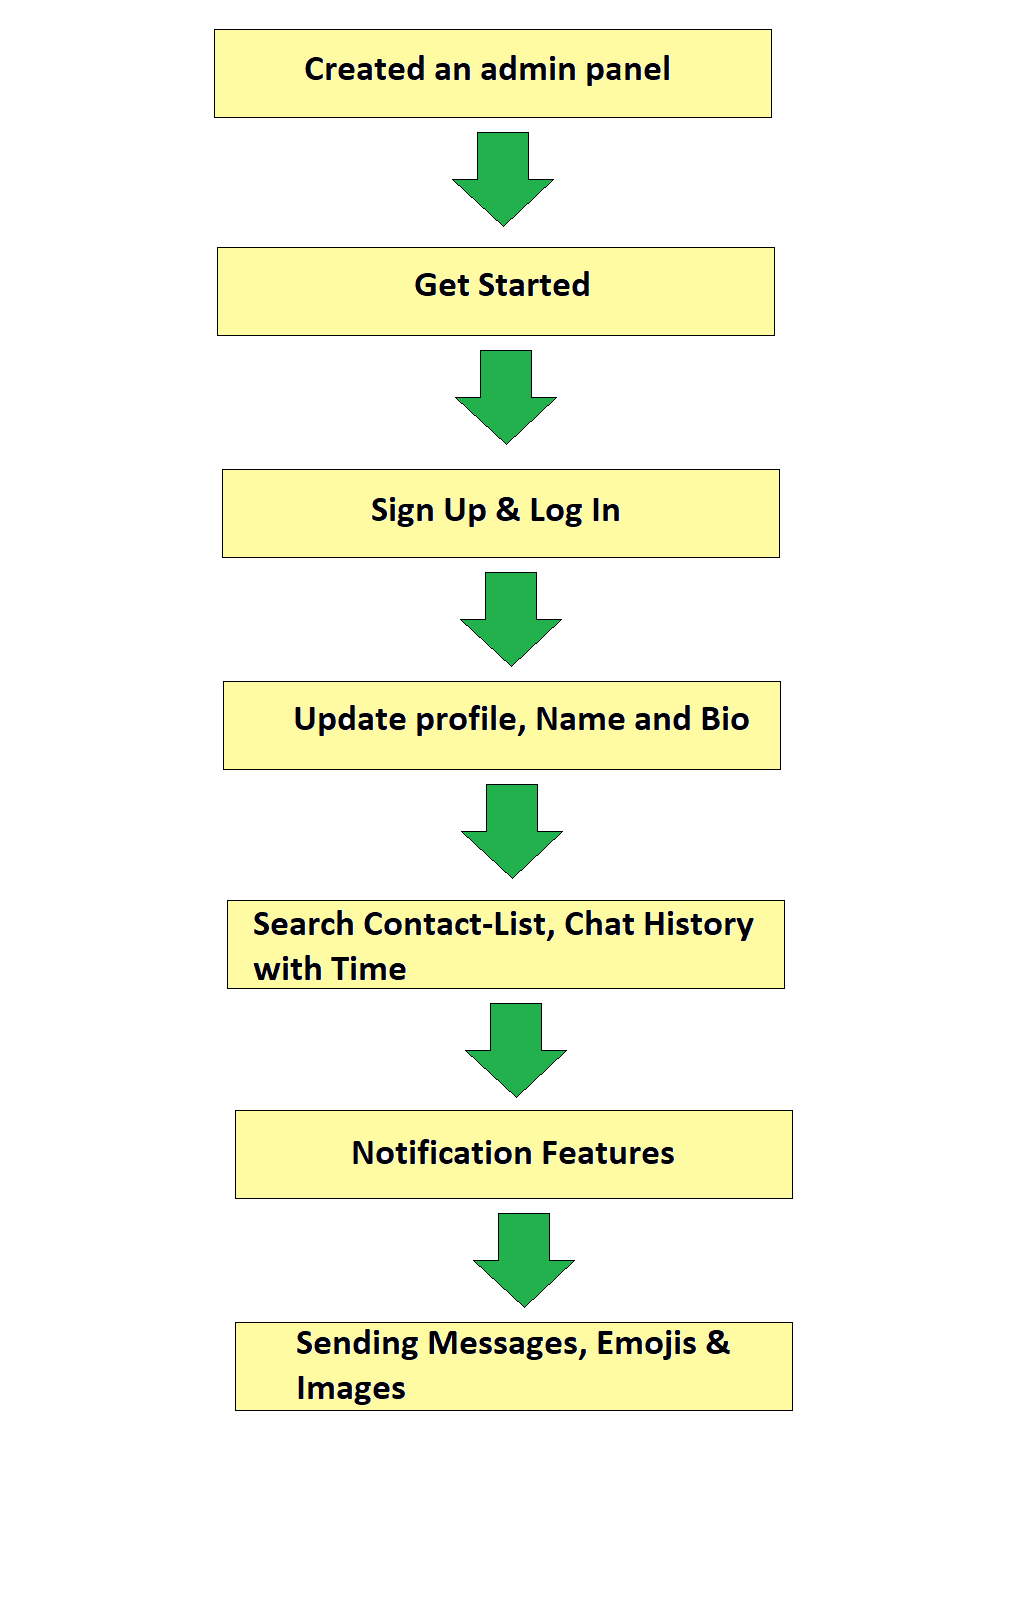 Created an admin panel
Get Started
Sign Up & Log In
Update profile, Name and Bio
Search Contact-List, Chat History
with Time
Notification Features
Sending Messages, Emojis &
Images